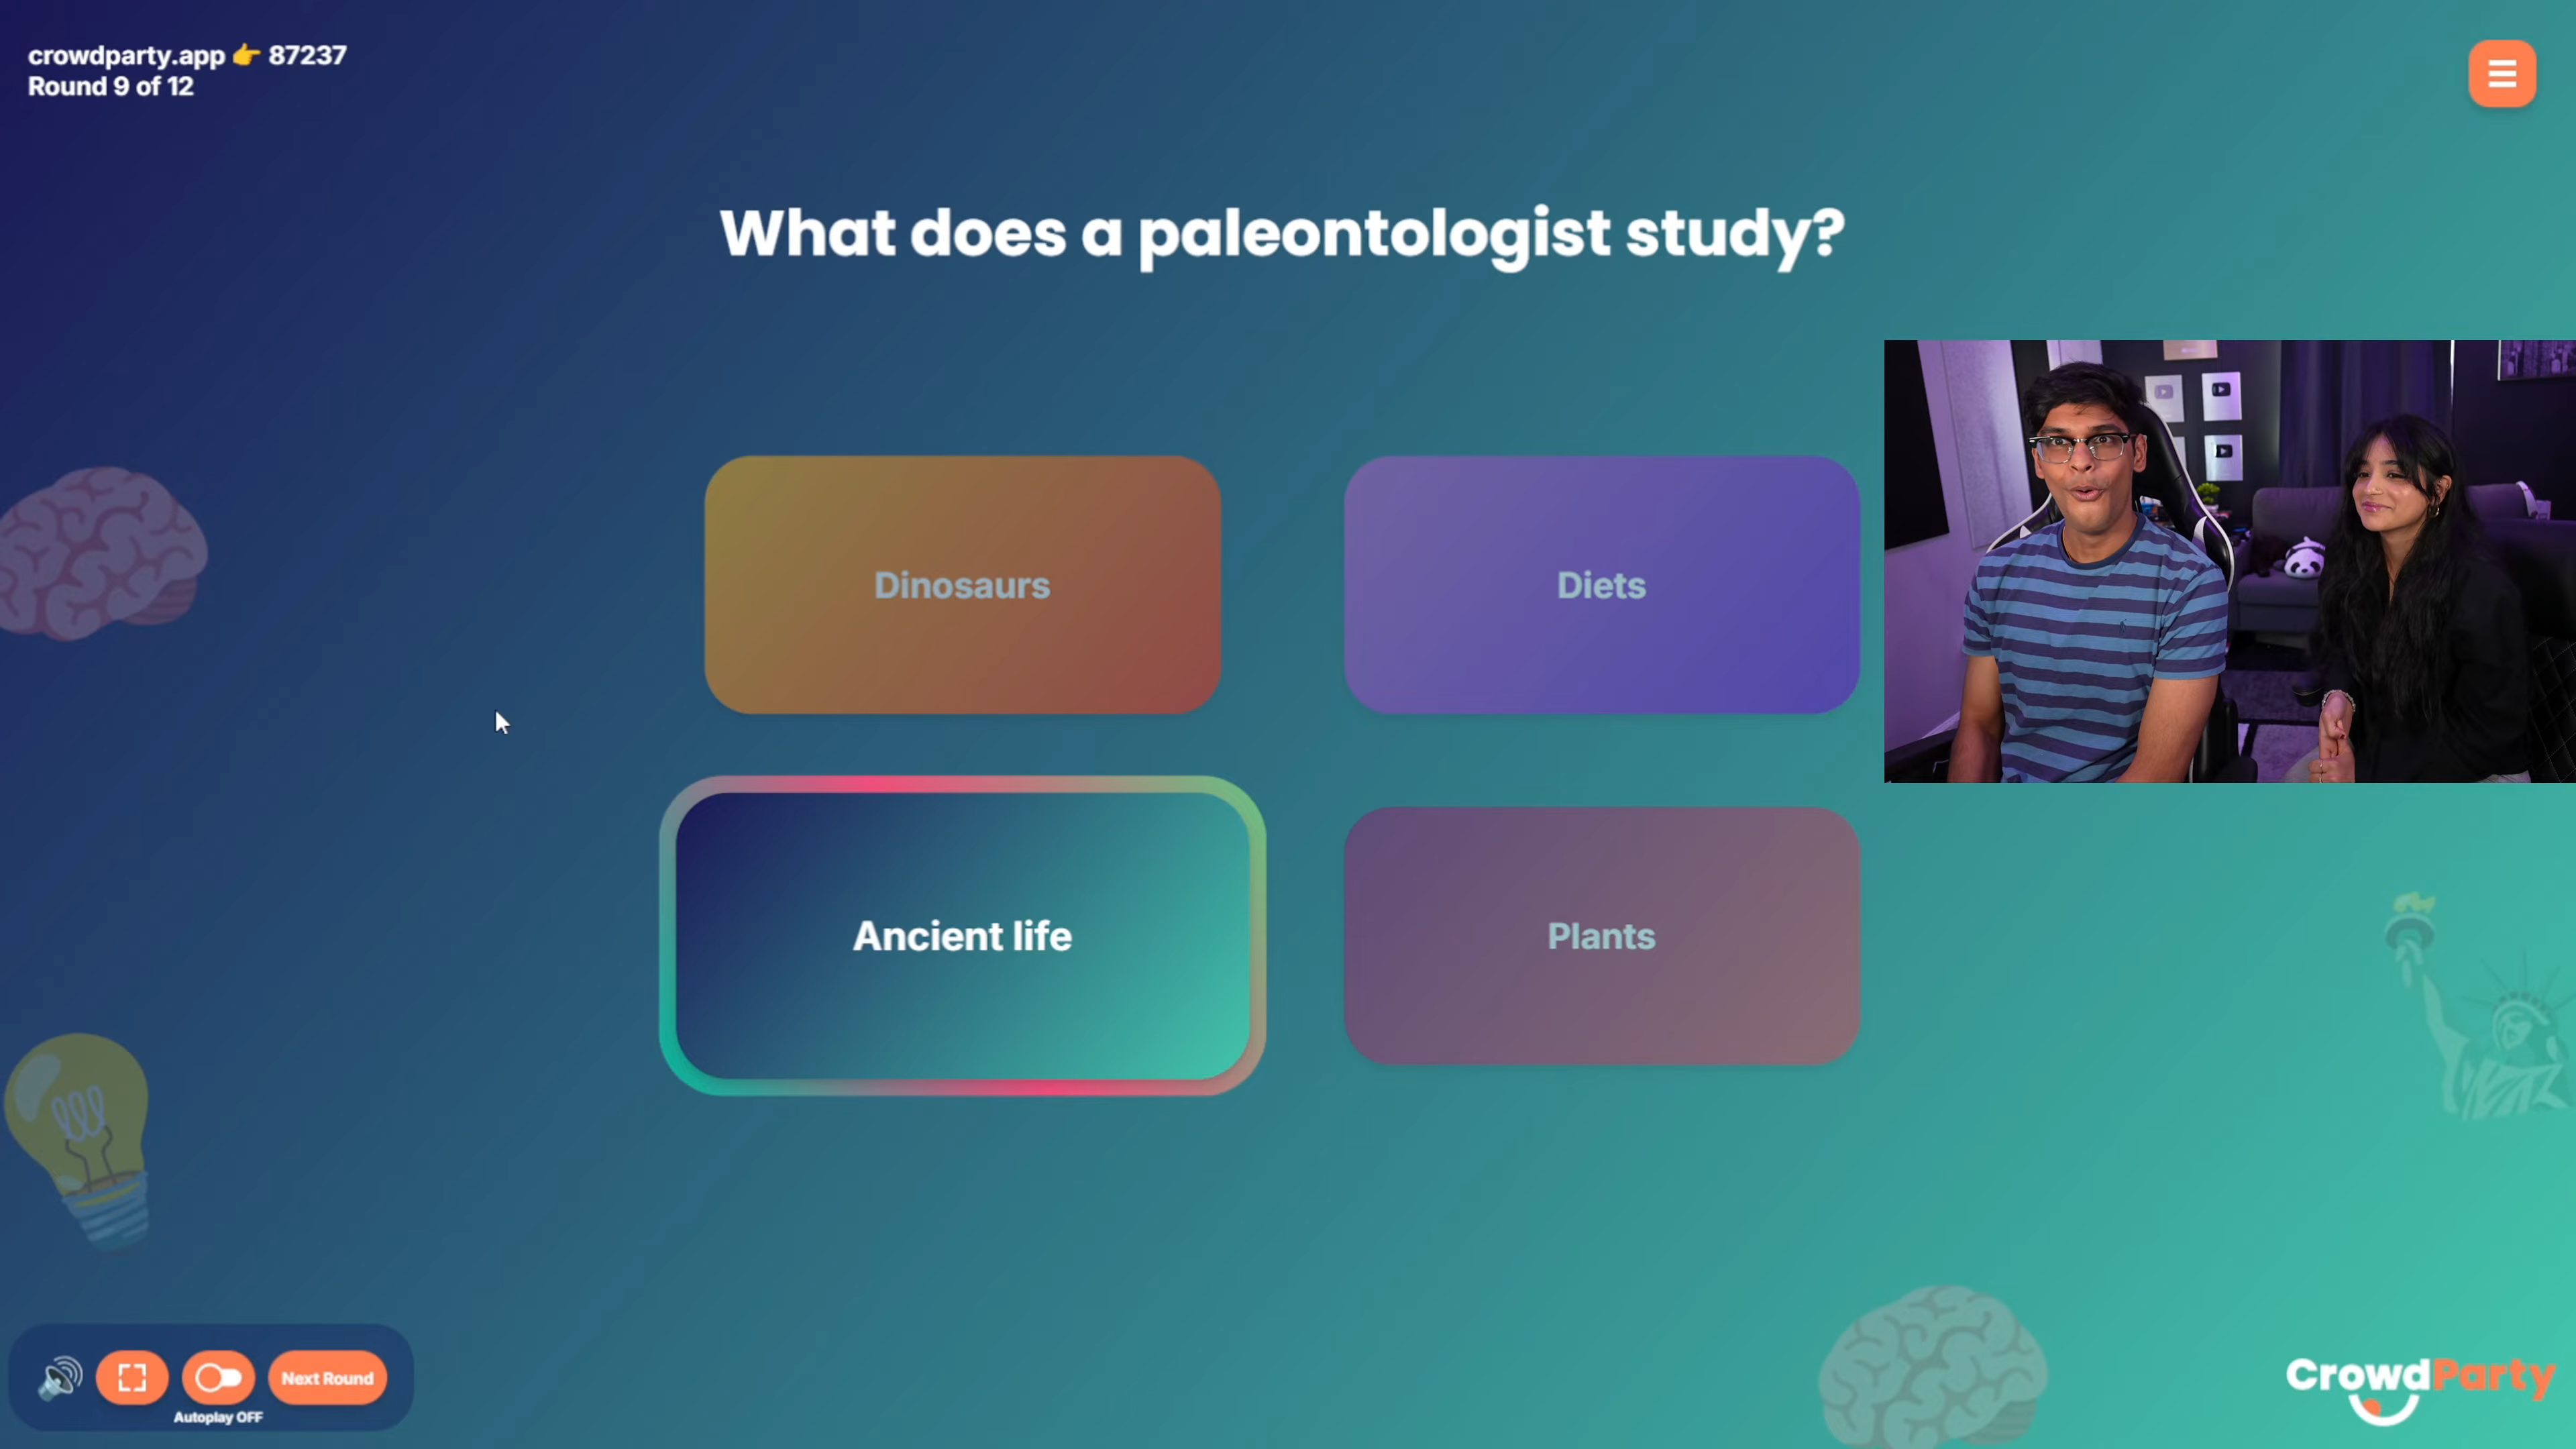 crowdparty.app 👉 87237
Round 9 of 12
What does a paleontologist study?
Dinosaurs
Diets
Ancient life
Plants
Next Round
Autoplay OFF
CrowdParty